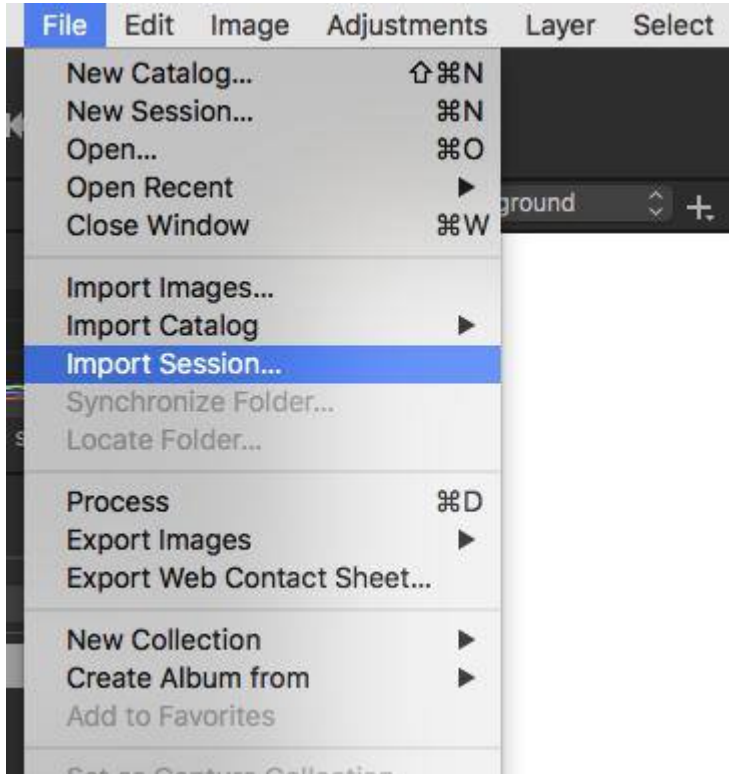 File Edit Image Adjustments Layer Select
New Catalog... ⇧⌘N
New Session... ⌘N
Open... ⌘O
Open Recent ▶
Close Window ⌘W
ground
Import Images...
Import Catalog ▶
Import Session...
Synchronize Folder...
Locate Folder...
Process ⌘D
Export Images ▶
Export Web Contact Sheet...
New Collection ▶
Create Album from ▶
Add to Favorites